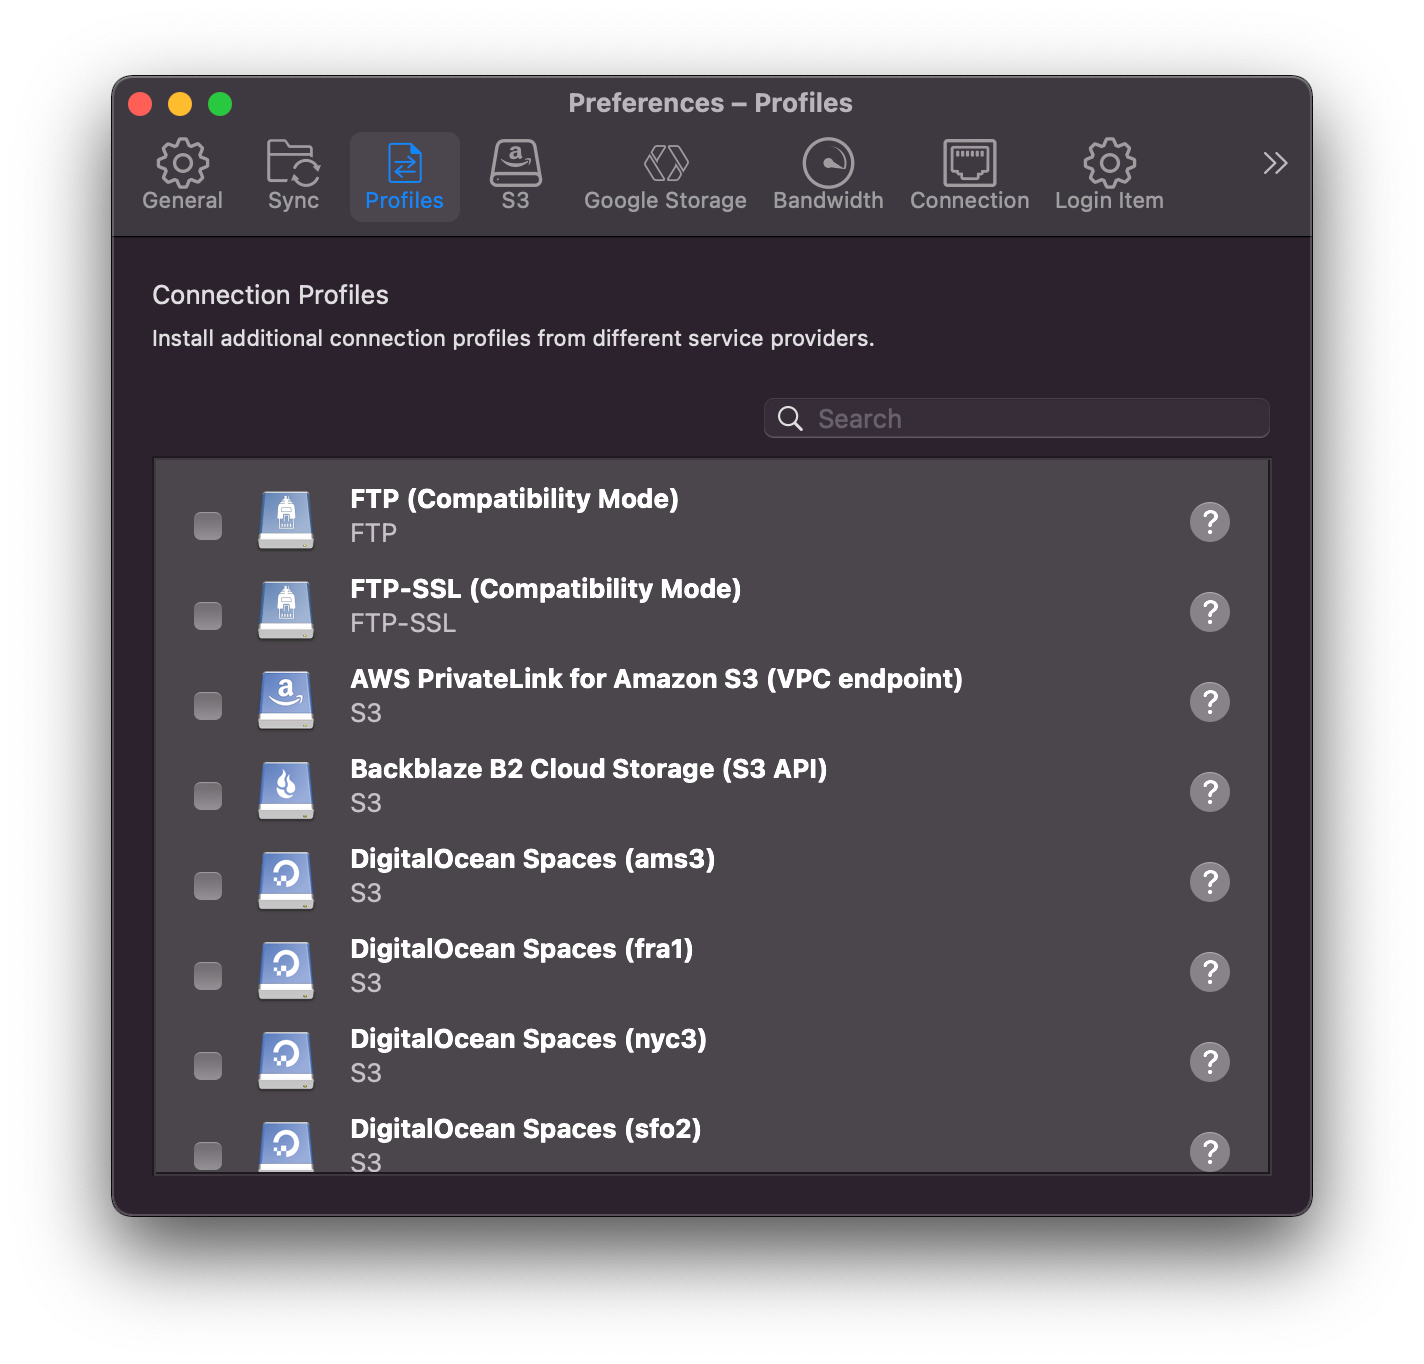 Preferences – Profiles
General
Sync
Profiles
S3
Google Storage
Bandwidth
Connection
Login Item
Connection Profiles
Install additional connection profiles from different service providers.
Search
FTP (Compatibility Mode)
FTP
?
FTP-SSL (Compatibility Mode)
FTP-SSL
?
AWS PrivateLink for Amazon S3 (VPC endpoint)
S3
?
Backblaze B2 Cloud Storage (S3 API)
S3
?
DigitalOcean Spaces (ams3)
S3
?
DigitalOcean Spaces (fra1)
S3
?
DigitalOcean Spaces (nyc3)
S3
?
DigitalOcean Spaces (sfo2)
S3
?